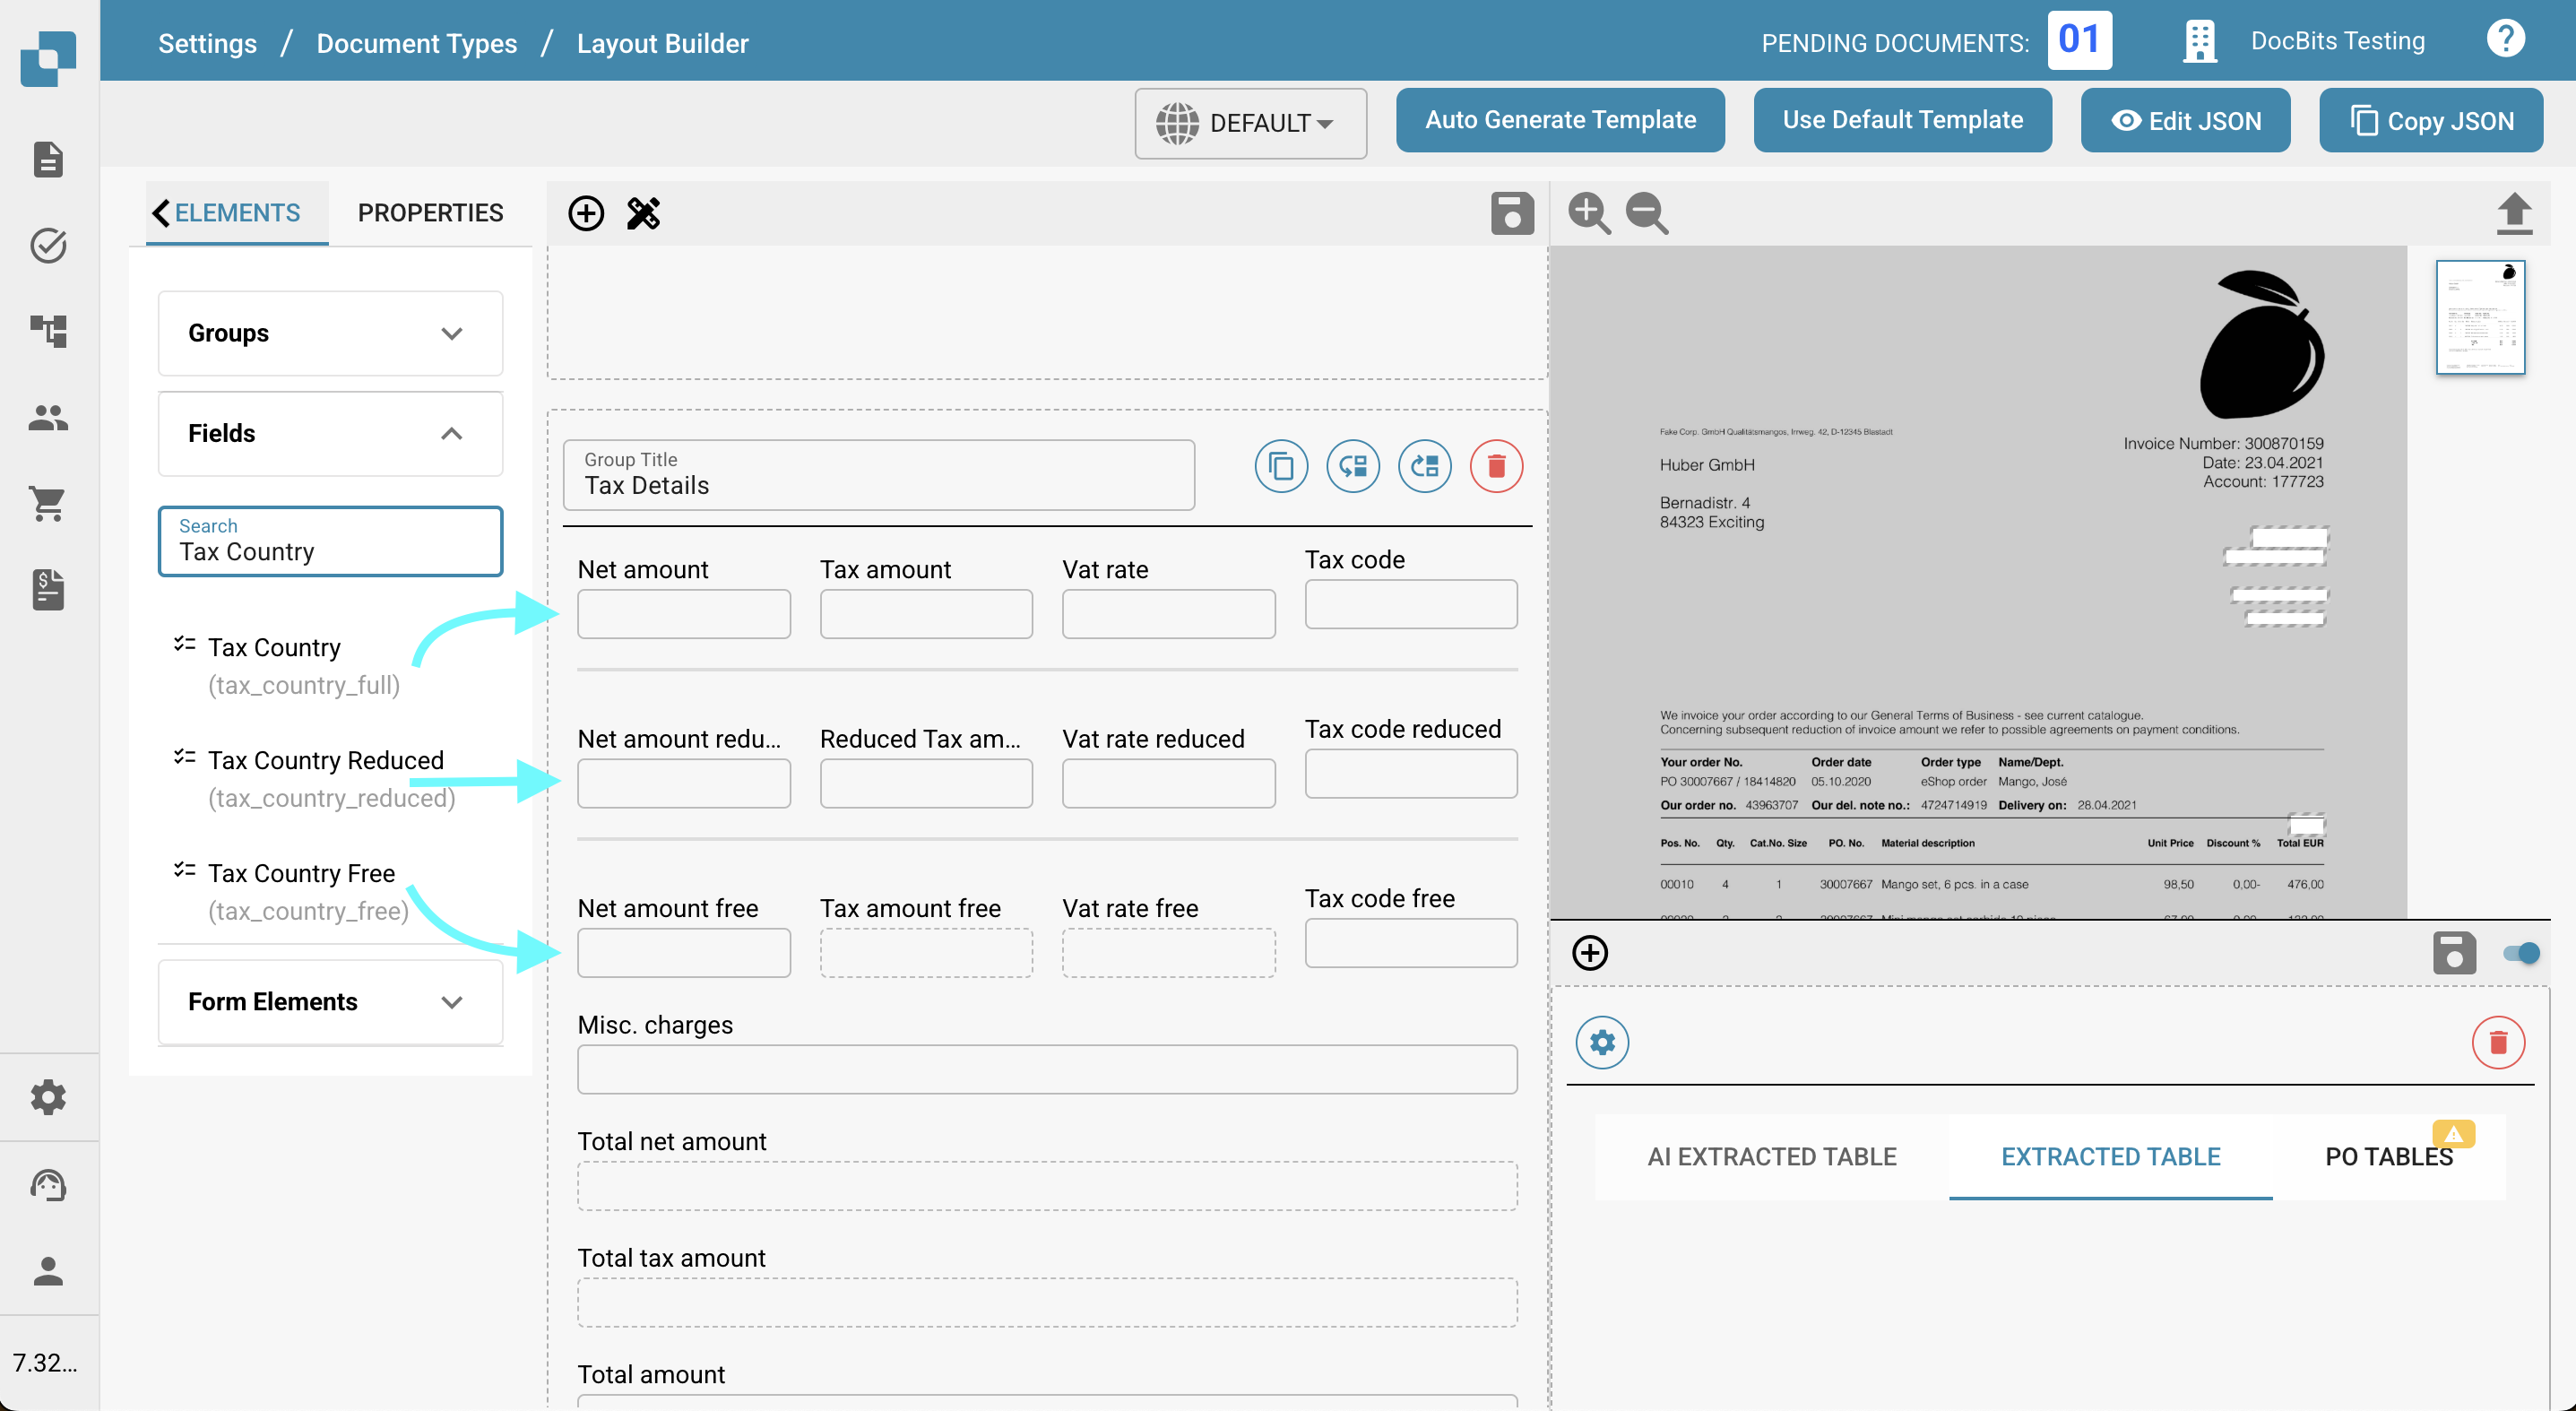 Settings / Document Types / Layout Builder
PENDING DOCUMENTS: 01
DocBits Testing
?
DEFAULT
Auto Generate Template
Use Default Template
Edit JSON
Copy JSON
ELEMENTS
PROPERTIES
Groups
Fields
Search
Tax Country
Tax Country
(tax_country_full)
Tax Country Reduced
(tax_country_reduced)
Tax Country Free
(tax_country_free)
Form Elements
7.32...
Group Title
Tax Details
Net amount Tax amount Vat rate Tax code
Net amount redu... Reduced Tax am... Vat rate reduced Tax code reduced
Net amount free Tax amount free Vat rate free Tax code free
Misc. charges
Total net amount
Total tax amount
Total amount
Fake Corp. GmbH Qualitätsmangos, Irrweg. 42, D-12345 Blastadt
Invoice Number: 300870159
Date: 23.04.2021
Account: 177723
Huber GmbH
Bernadistr. 4
84323 Exciting
We invoice your order according to our General Terms of Business - see current catalogue.
Concerning subsequent reduction of invoice amount we refer to possible agreements on payment conditions.
Your order No. Order date Order type Name/Dept.
PO 30007667 / 18414820 05.10.2020 eShop order Mango, José
Our order no. 43963707 Our del. note no.: 4724714919 Delivery on: 28.04.2021
Pos. No. Qty. Cat.No. Size PO. No. Material description Unit Price Discount % Total EUR
00010 4 1 30007667 Mango set, 6 pcs. in a case 98,50 0,00- 476,00
AI EXTRACTED TABLE
EXTRACTED TABLE
PO TABLES